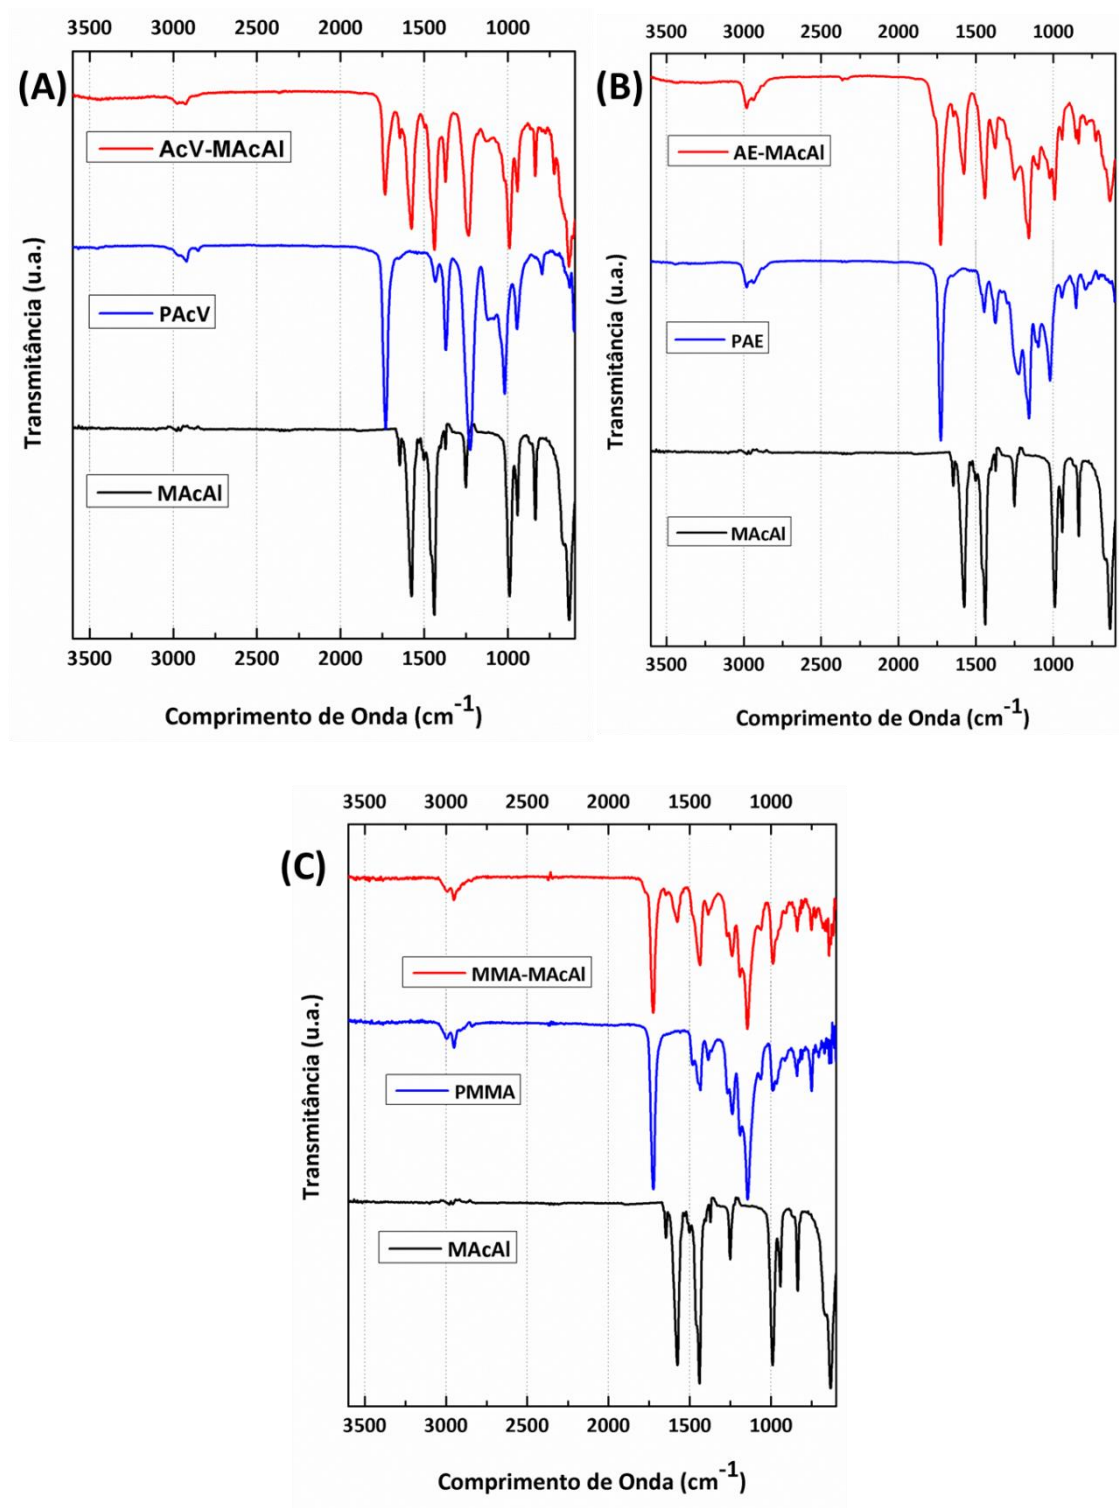 3500 3000 2500 2000 1500 1000
(A)
AcV-MAcAl
PAcV
MAcAl
Transmitância (u.a.)
3500 3000 2500 2000 1500 1000
Comprimento de Onda (cm⁻¹)
3500 3000 2500 2000 1500 1000
(B)
AE-MAcAl
PAE
MAcAl
Transmitância (u.a.)
3500 3000 2500 2000 1500 1000
Comprimento de Onda (cm⁻¹)
3500 3000 2500 2000 1500 1000
(C)
MMA-MAcAl
PMMA
MAcAl
Transmitância (u.a.)
3500 3000 2500 2000 1500 1000
Comprimento de Onda (cm⁻¹)